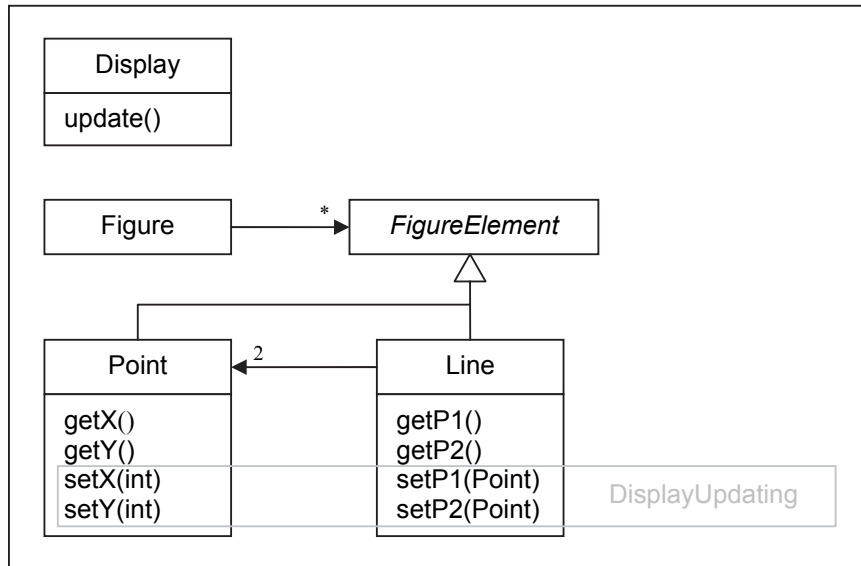 Display
update()
Figure
*
FigureElement
Point
2
Line
getX()
getY()
setX(int)
setY(int)
getP1()
getP2()
setP1(Point)
setP2(Point)
DisplayUpdating